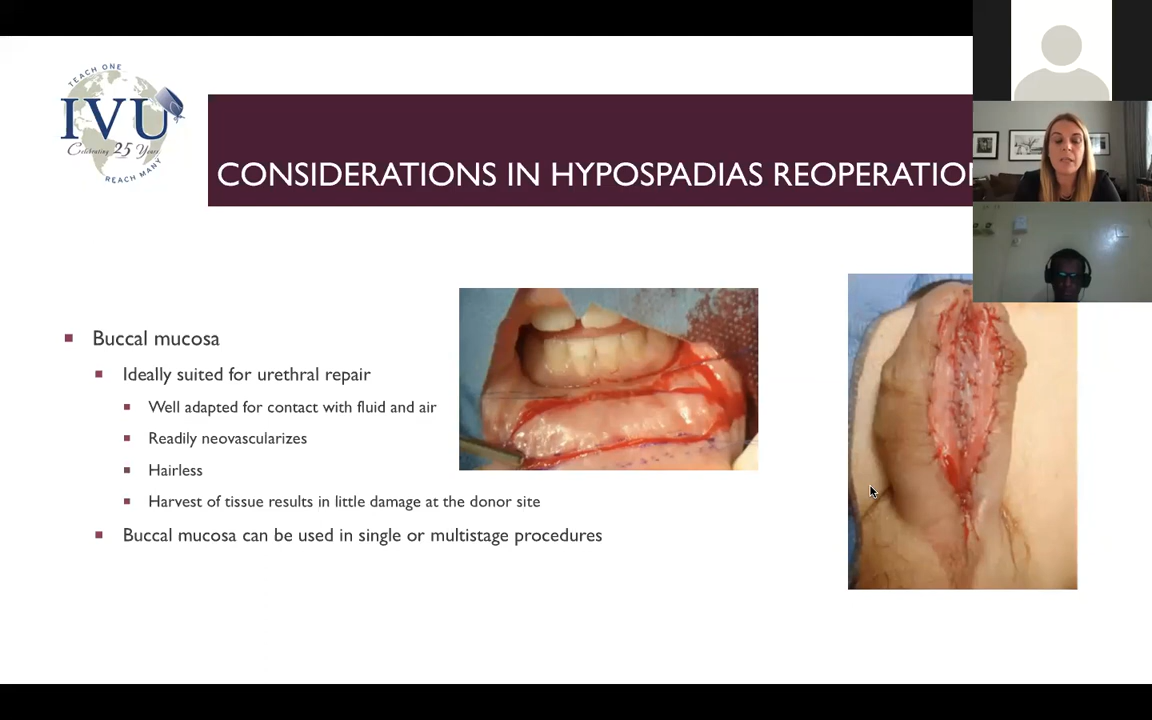 TEACH ONE
IVU
Celebrating 25 Years
REACH MANY
CONSIDERATIONS IN HYPOSPADIAS REOPERATIO
Buccal mucosa
Ideally suited for urethral repair
Well adapted for contact with fluid and air
Readily neovascularizes
Hairless
Harvest of tissue results in little damage at the donor site
Buccal mucosa can be used in single or multistage procedures